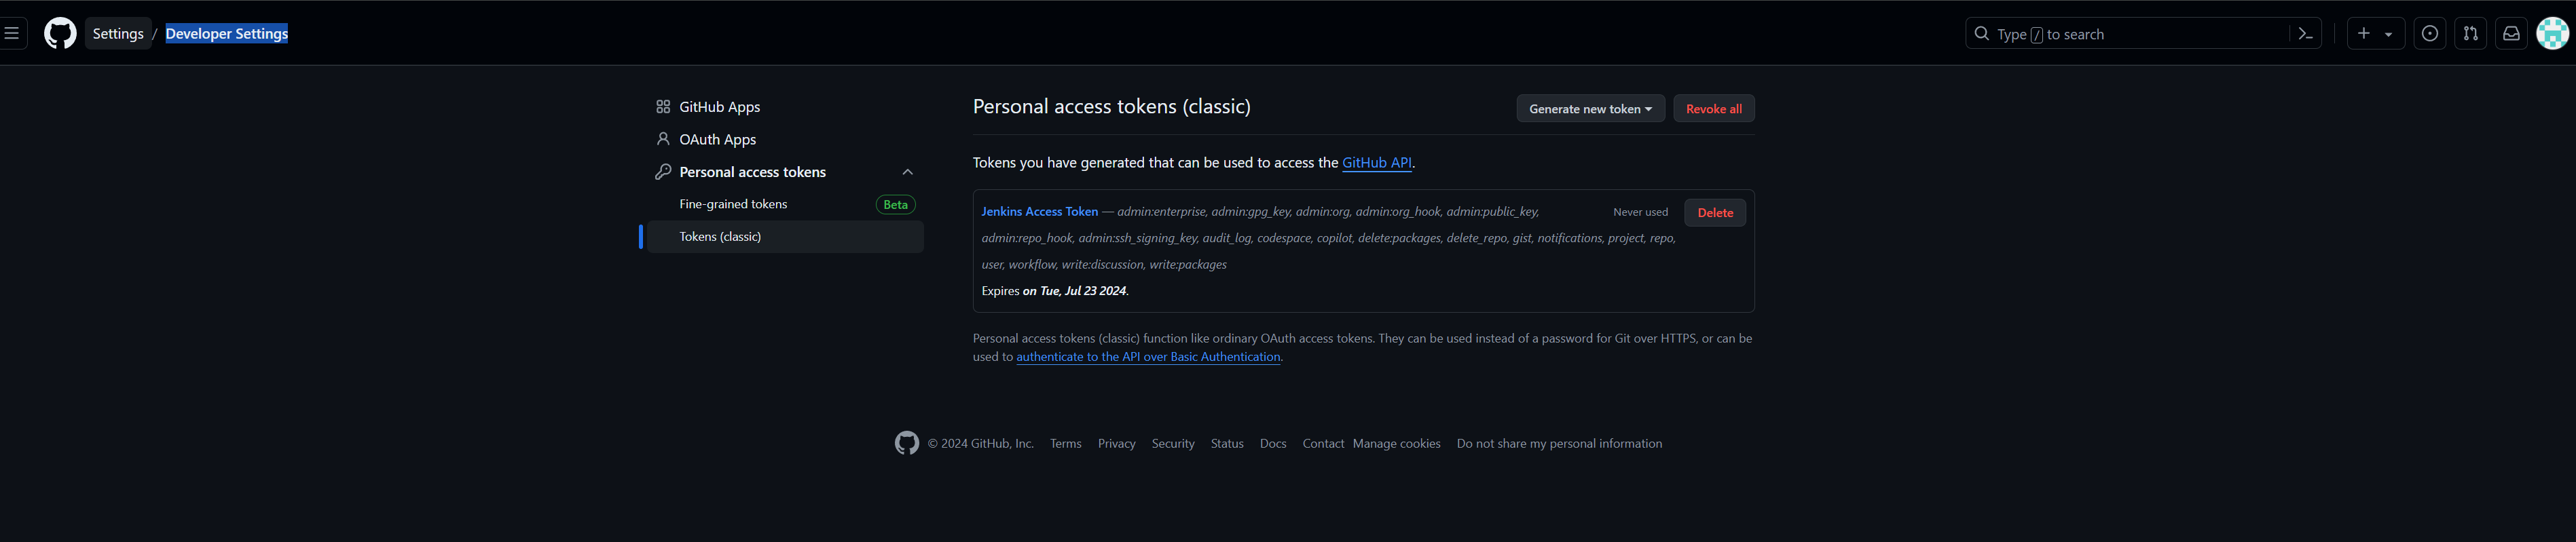 Settings / Developer Settings
Type / to search
GitHub Apps
OAuth Apps
Personal access tokens
Fine-grained tokens Beta
Tokens (classic)
Personal access tokens (classic)
Generate new token Revoke all
Tokens you have generated that can be used to access the GitHub API.
Jenkins Access Token — admin:enterprise, admin:gpg_key, admin:org, admin:org_hook, admin:public_key, Never used Delete
admin:repo_hook, admin:ssh_signing_key, audit_log, codespace, copilot, delete:packages, delete_repo, gist, notifications, project, repo,
user, workflow, write:discussion, write:packages
Expires on Tue, Jul 23 2024.
Personal access tokens (classic) function like ordinary OAuth access tokens. They can be used instead of a password for Git over HTTPS, or can be
used to authenticate to the API over Basic Authentication.
© 2024 GitHub, Inc. Terms Privacy Security Status Docs Contact Manage cookies Do not share my personal information